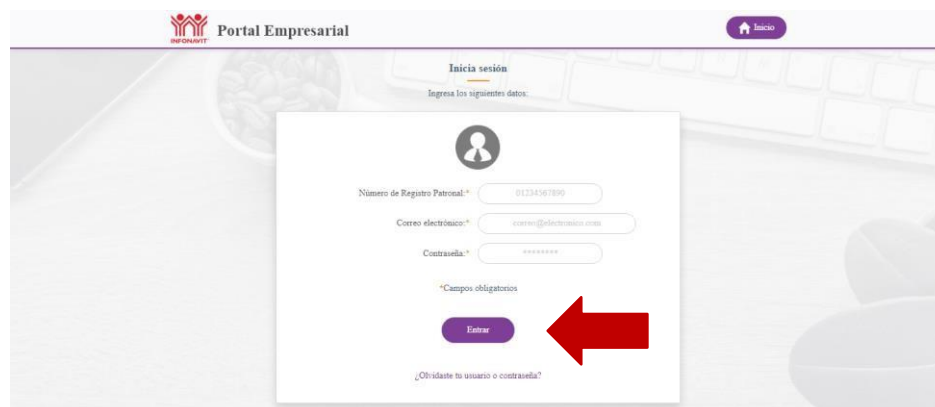 INFONAVIT
Portal Empresarial
Inicio
Inicia sesión
Ingresa los siguientes datos:
Número de Registro Patronal:* 01234567890
Correo electrónico:* correo@electronico.com
Contraseña:* ********
*Campos obligatorios
Entrar
¿Olvidaste tu usuario o contraseña?